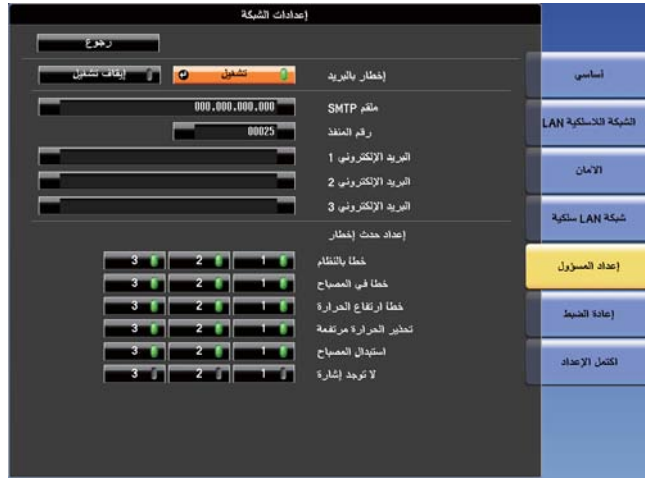 إعدادات الشبكة
رجوع
إخطار بالبريد تشغيل إيقاف تشغيل
ملقم SMTP 000.000.000.000
رقم المنفذ 00025
البريد الإلكتروني 1
البريد الإلكتروني 2
البريد الإلكتروني 3
إعداد حدث إخطار
خطا بالنظام 1 2 3
خطا في المصباح 1 2 3
خطا ارتفاع الحرارة 1 2 3
تحذير الحرارة مرتفعة 1 2 3
استبدال المصباح 1 2 3
لا توجد إشارة 1 2 3
أساسي
الشبكة اللاسلكية LAN
الأمان
شبكة LAN سلكية
إعداد المسؤول
إعادة الضبط
اكتمل الإعداد